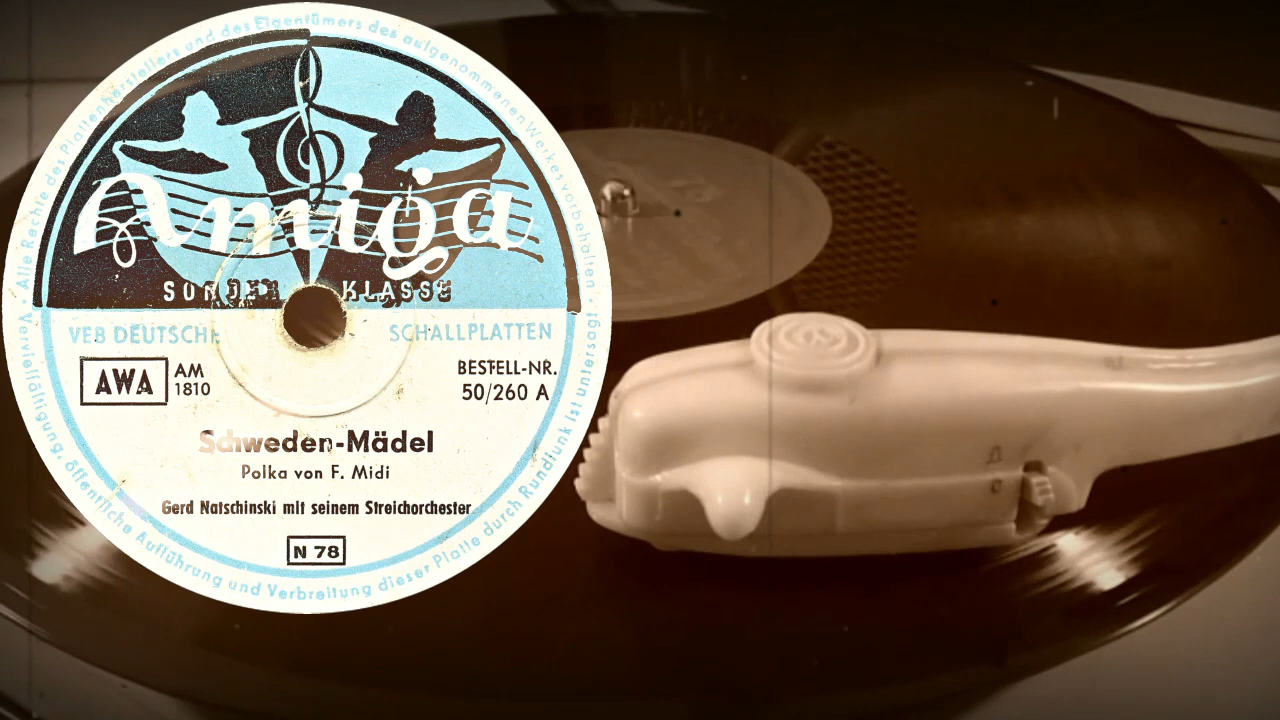 Alle Rechte des Plattenherstellers und des Eigentümers des aufgenommenen Werkes vorbehalten · Vervielfältigung, öffentliche Aufführung und Verbreitung dieser Platte durch Rundfunk ist untersagt ·
Amiga
SONDER KLASSE
VEB DEUTSCHE SCHALLPLATTEN
AWA
AM
1810
BESTELL-NR.
50/260 A
Schweden-Mädel
Polka von F. Midi
Gerd Natschinski mit seinem Streichorchester
N 78